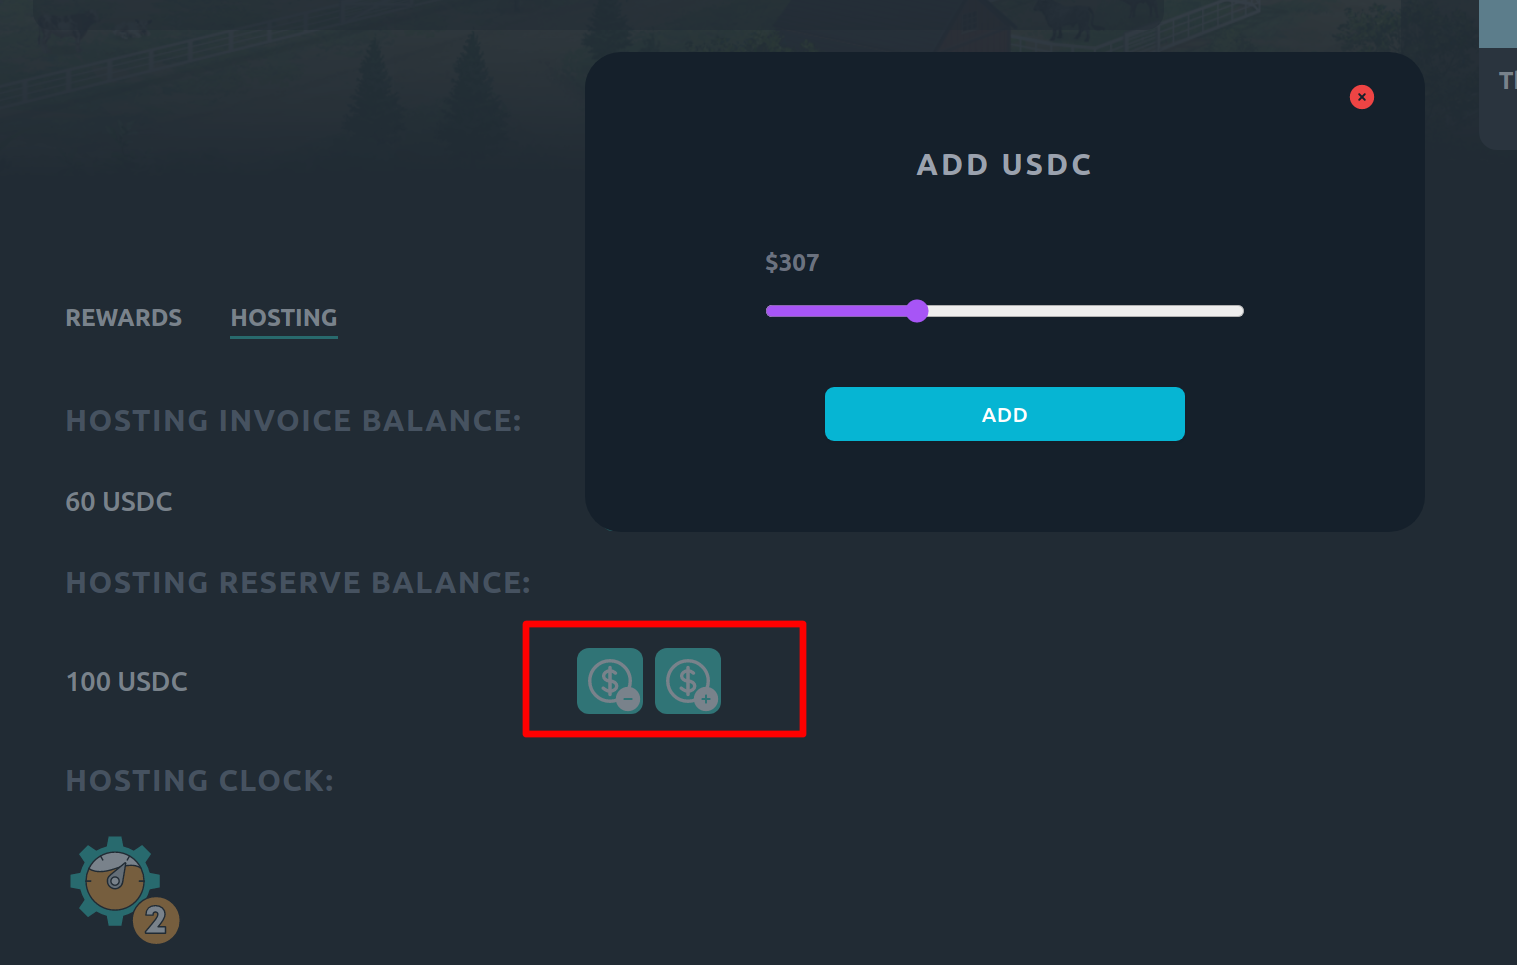 ADD USDC
$307
ADD
REWARDS HOSTING
HOSTING INVOICE BALANCE:
60 USDC
HOSTING RESERVE BALANCE:
100 USDC
HOSTING CLOCK:
2